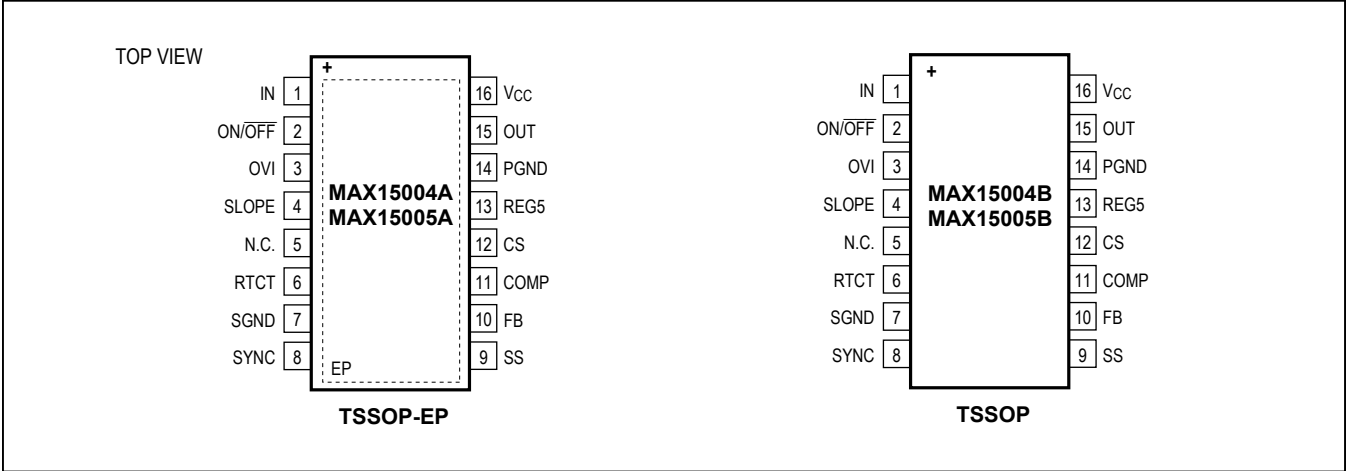 TOP VIEW
+
IN 1
ON/OFF 2
OVI 3
SLOPE 4
N.C. 5
RTCT 6
SGND 7
SYNC 8
16 VCC
15 OUT
14 PGND
13 REG5
12 CS
11 COMP
10 FB
9 SS
MAX15004A
MAX15005A
EP
TSSOP-EP
+
IN 1
ON/OFF 2
OVI 3
SLOPE 4
N.C. 5
RTCT 6
SGND 7
SYNC 8
16 VCC
15 OUT
14 PGND
13 REG5
12 CS
11 COMP
10 FB
9 SS
MAX15004B
MAX15005B
TSSOP